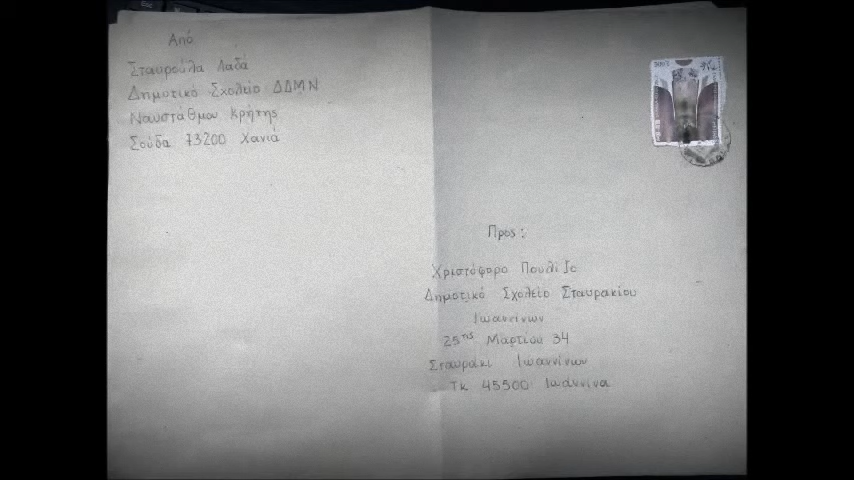 Από
Σταυρούλα Λαδά
Δημοτικό Σχολείο ΔΔΜΝ
Ναυστάθμου Κρήτης
Σούδα 73200 Χανιά
Προς:
Χριστόφορο Πουλίζο
Δημοτικό Σχολείο Σταυρακίου
Ιωαννίνων
25ης Μαρτίου 34
Σταυράκι Ιωαννίνων
Τκ 45500 Ιωάννινα